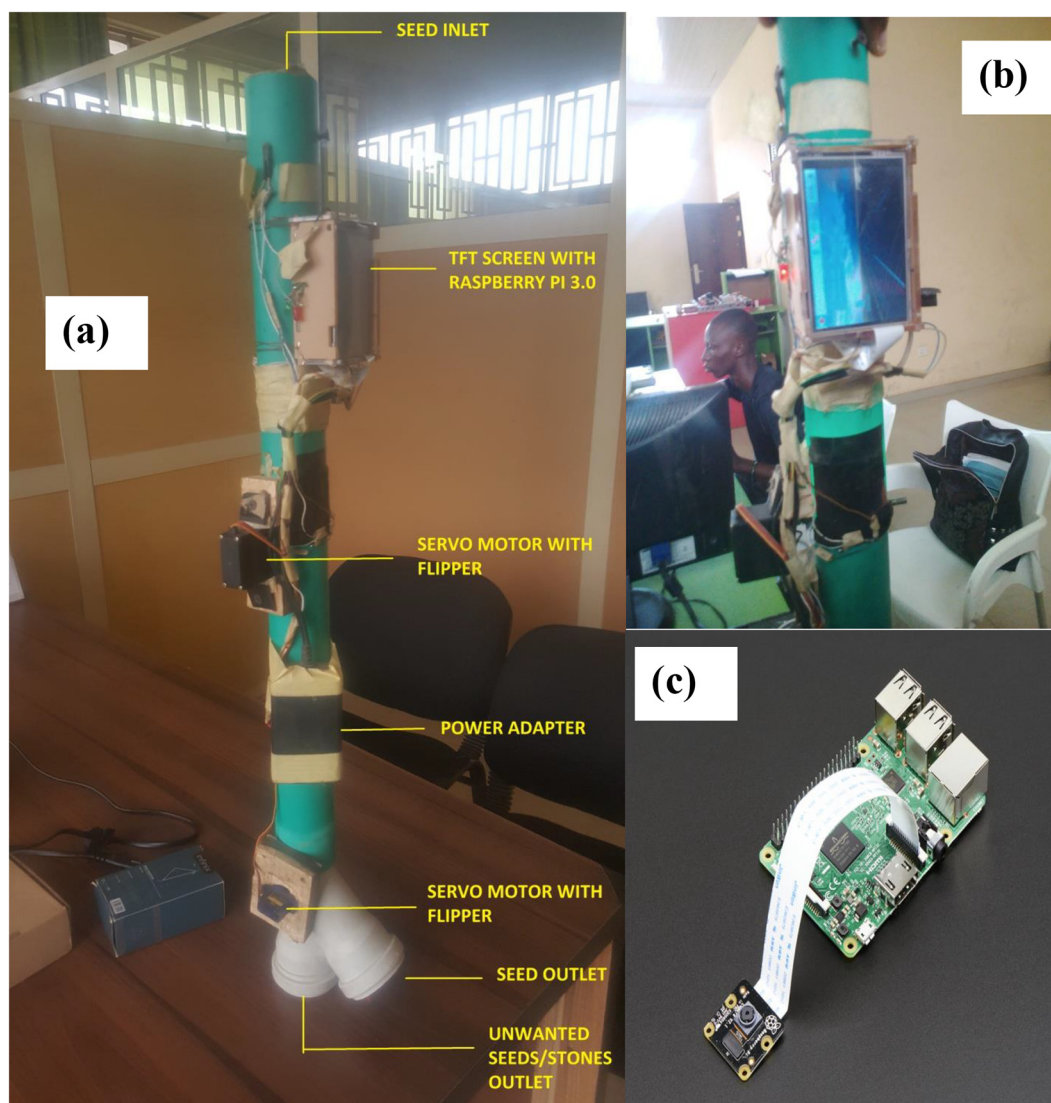 SEED INLET
(a)
TFT SCREEN WITH
RASPBERRY PI 3.0
SERVO MOTOR WITH
FLIPPER
POWER ADAPTER
SERVO MOTOR WITH
FLIPPER
SEED OUTLET
UNWANTED
SEEDS/STONES
OUTLET
(b)
(c)